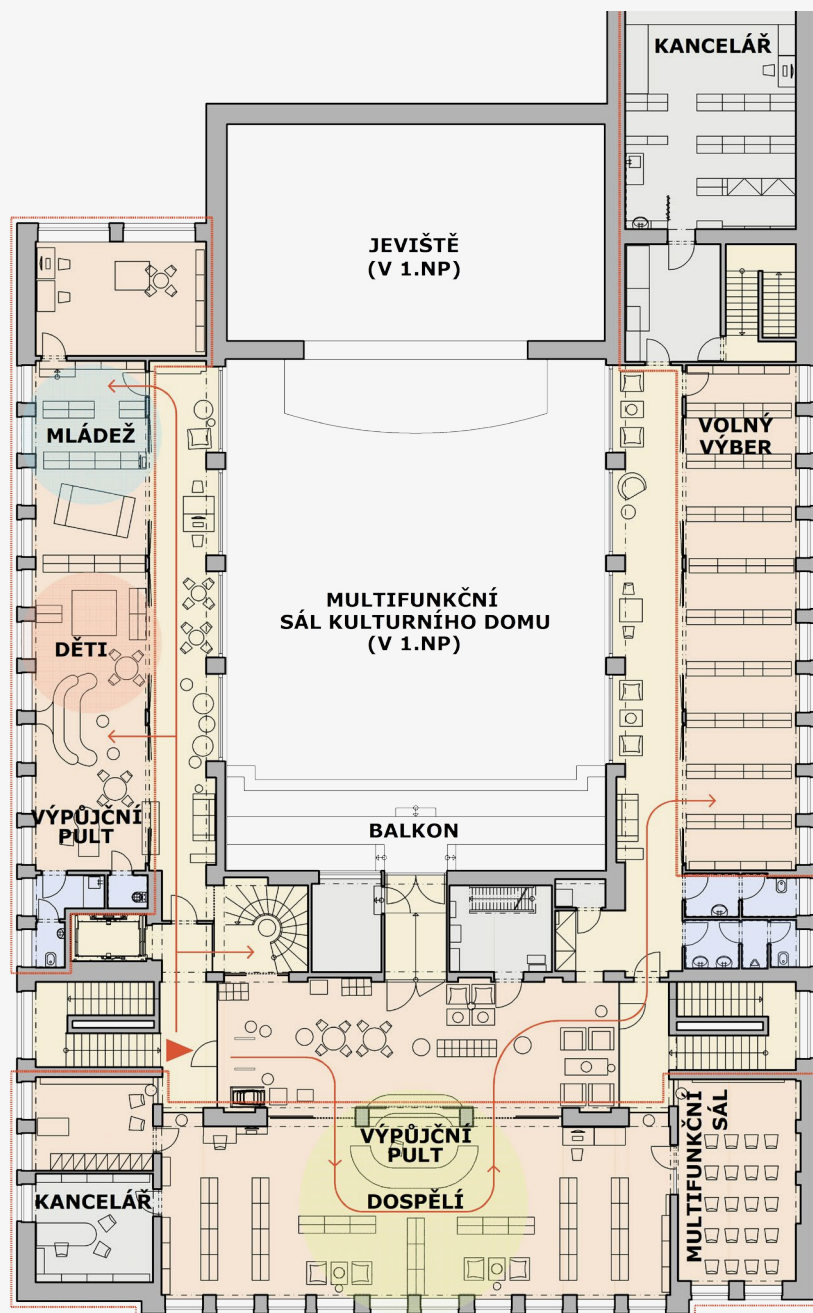 KANCELÁŘ
JEVIŠTĚ
(V 1.NP)
MLÁDEŽ
VOLNÝ
VÝBER
MULTIFUNKČNÍ
SÁL KULTURNÍHO DOMU
(V 1.NP)
DĚTI
VÝPŮJČNÍ
PULT
BALKON
VÝPŮJČNÍ
PULT
DOSPĚLÍ
KANCELÁŘ
MULTIFUNKČNÍ
SÁL